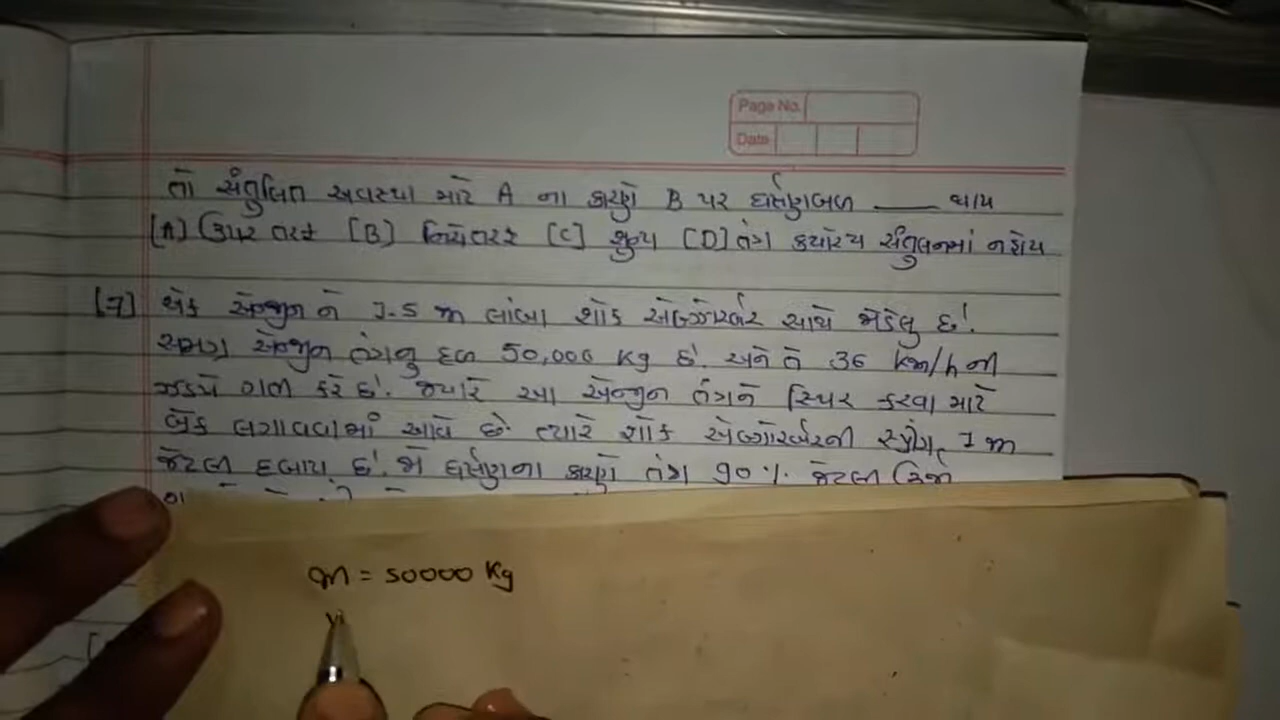 Page No.
Date
તો સંતુલિત અવસ્થા માટે A ના કારણે B પર ઘર્ષણબળ ____ થાય
[A] ઉપર તરફ [B] નીચે તરફ [C] શૂન્ય [D] તંત્ર ક્યારેય સંતુલનમાં ન હોય
[7] એક એન્જીન ને 1.5 m લાંબા શોક એબ્ઝોર્બર સાથે જોડેલુ છે.
સમગ્ર એન્જીન તંત્રનુ દળ 50,000 Kg છે. અને તે 36 Km/h ની
ઝડપે ગતિ કરે છે. જ્યારે આ એન્જીન તંત્રને સ્થિર કરવા માટે
બ્રેક લગાવવામાં આવે છે ત્યારે શોક એબ્ઝોર્બરની સ્પ્રીંગ 1 m
જેટલી દબાય છે. જો ઘર્ષણના કારણે તંત્ર 90% જેટલી ઊર્જા
m = 50000 Kg